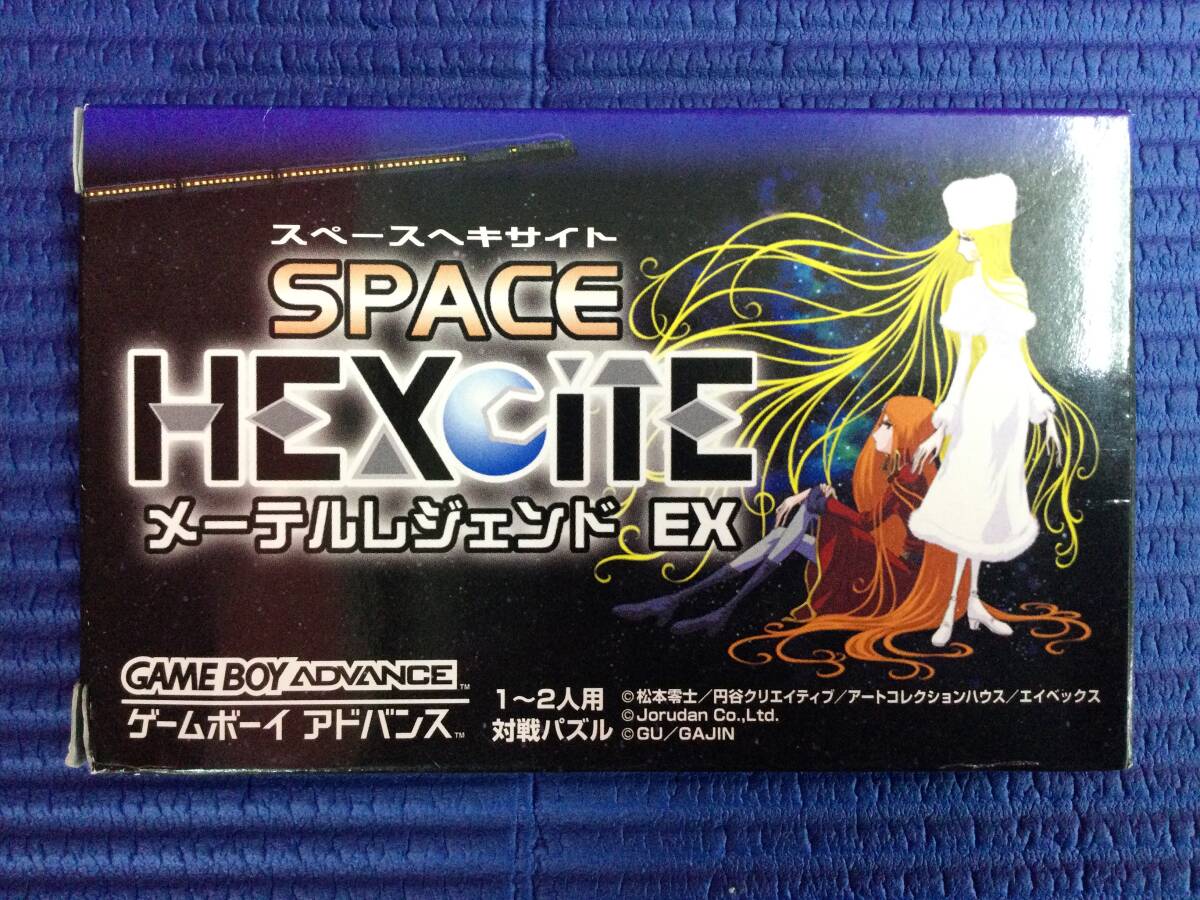 スペースヘキサイト
SPACE
HEXCITE
メーテルレジェンド EX
GAME BOY ADVANCE™
ゲームボーイ アドバンス™
1～2人用
対戦パズル
©松本零士／円谷クリエイティブ／アートコレクションハウス／エイベックス
©Jorudan Co.,Ltd.
©GU／GAJIN